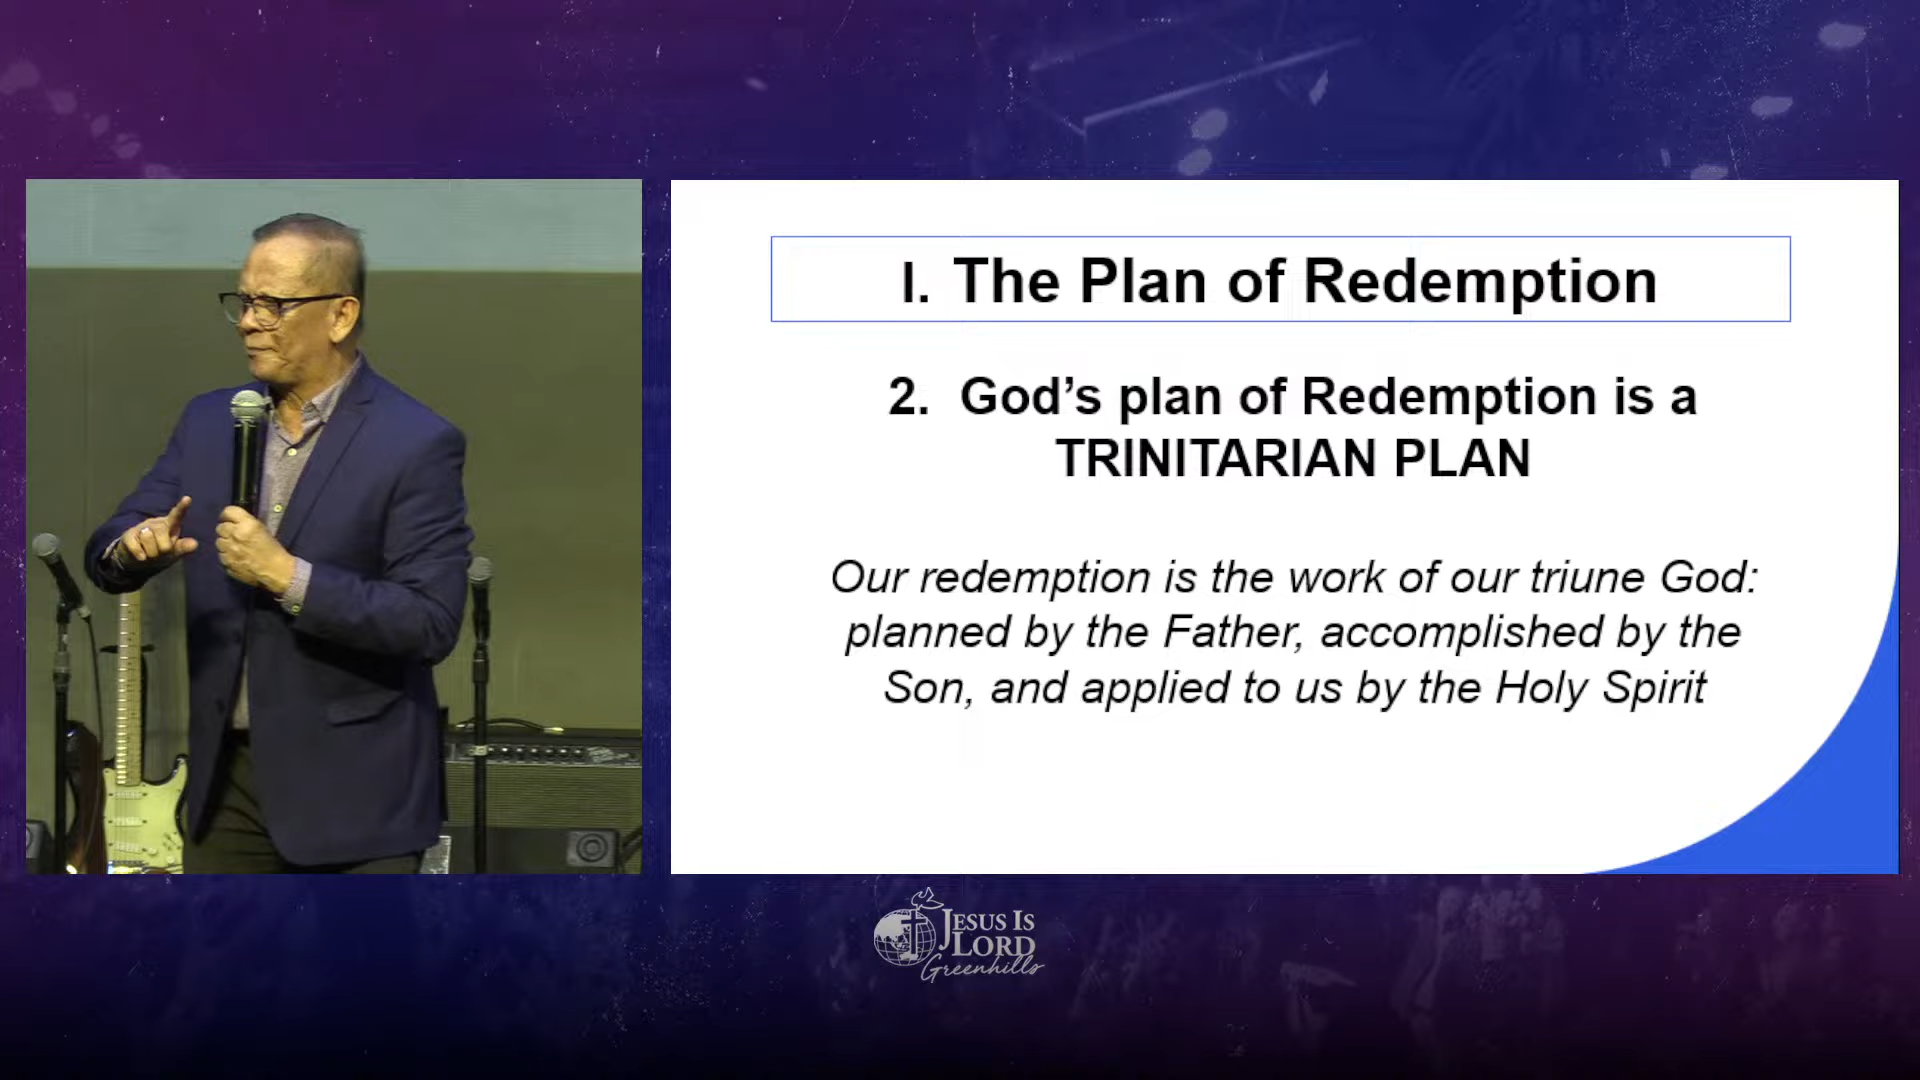 I. The Plan of Redemption
2. God’s plan of Redemption is a
TRINITARIAN PLAN
Our redemption is the work of our triune God:
planned by the Father, accomplished by the
Son, and applied to us by the Holy Spirit
JESUS IS
LORD
Greenhills